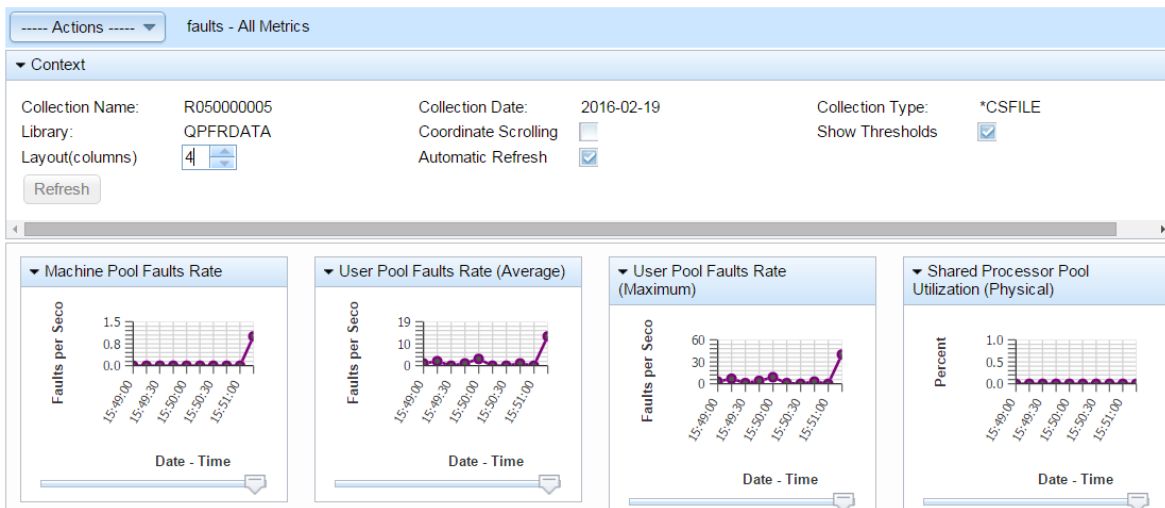 ----- Actions -----
faults - All Metrics
Context
Collection Name: R050000005 Collection Date: 2016-02-19 Collection Type: *CSFILE
Library: QPFRDATA Coordinate Scrolling Show Thresholds
Layout(columns) 4 Automatic Refresh
Refresh
Machine Pool Faults Rate
Faults per Seco
1.5
0.8
0.0
15:49:00
15:49:30
15:50:00
15:50:30
15:51:00
Date - Time
User Pool Faults Rate (Average)
Faults per Seco
19
10
0
15:49:00
15:49:30
15:50:00
15:50:30
15:51:00
Date - Time
User Pool Faults Rate
(Maximum)
Faults per Seco
60
30
0
15:49:00
15:49:30
15:50:00
15:50:30
15:51:00
Date - Time
Shared Processor Pool
Utilization (Physical)
Percent
1.0
0.5
0.0
15:49:00
15:49:30
15:50:00
15:50:30
15:51:00
Date - Time